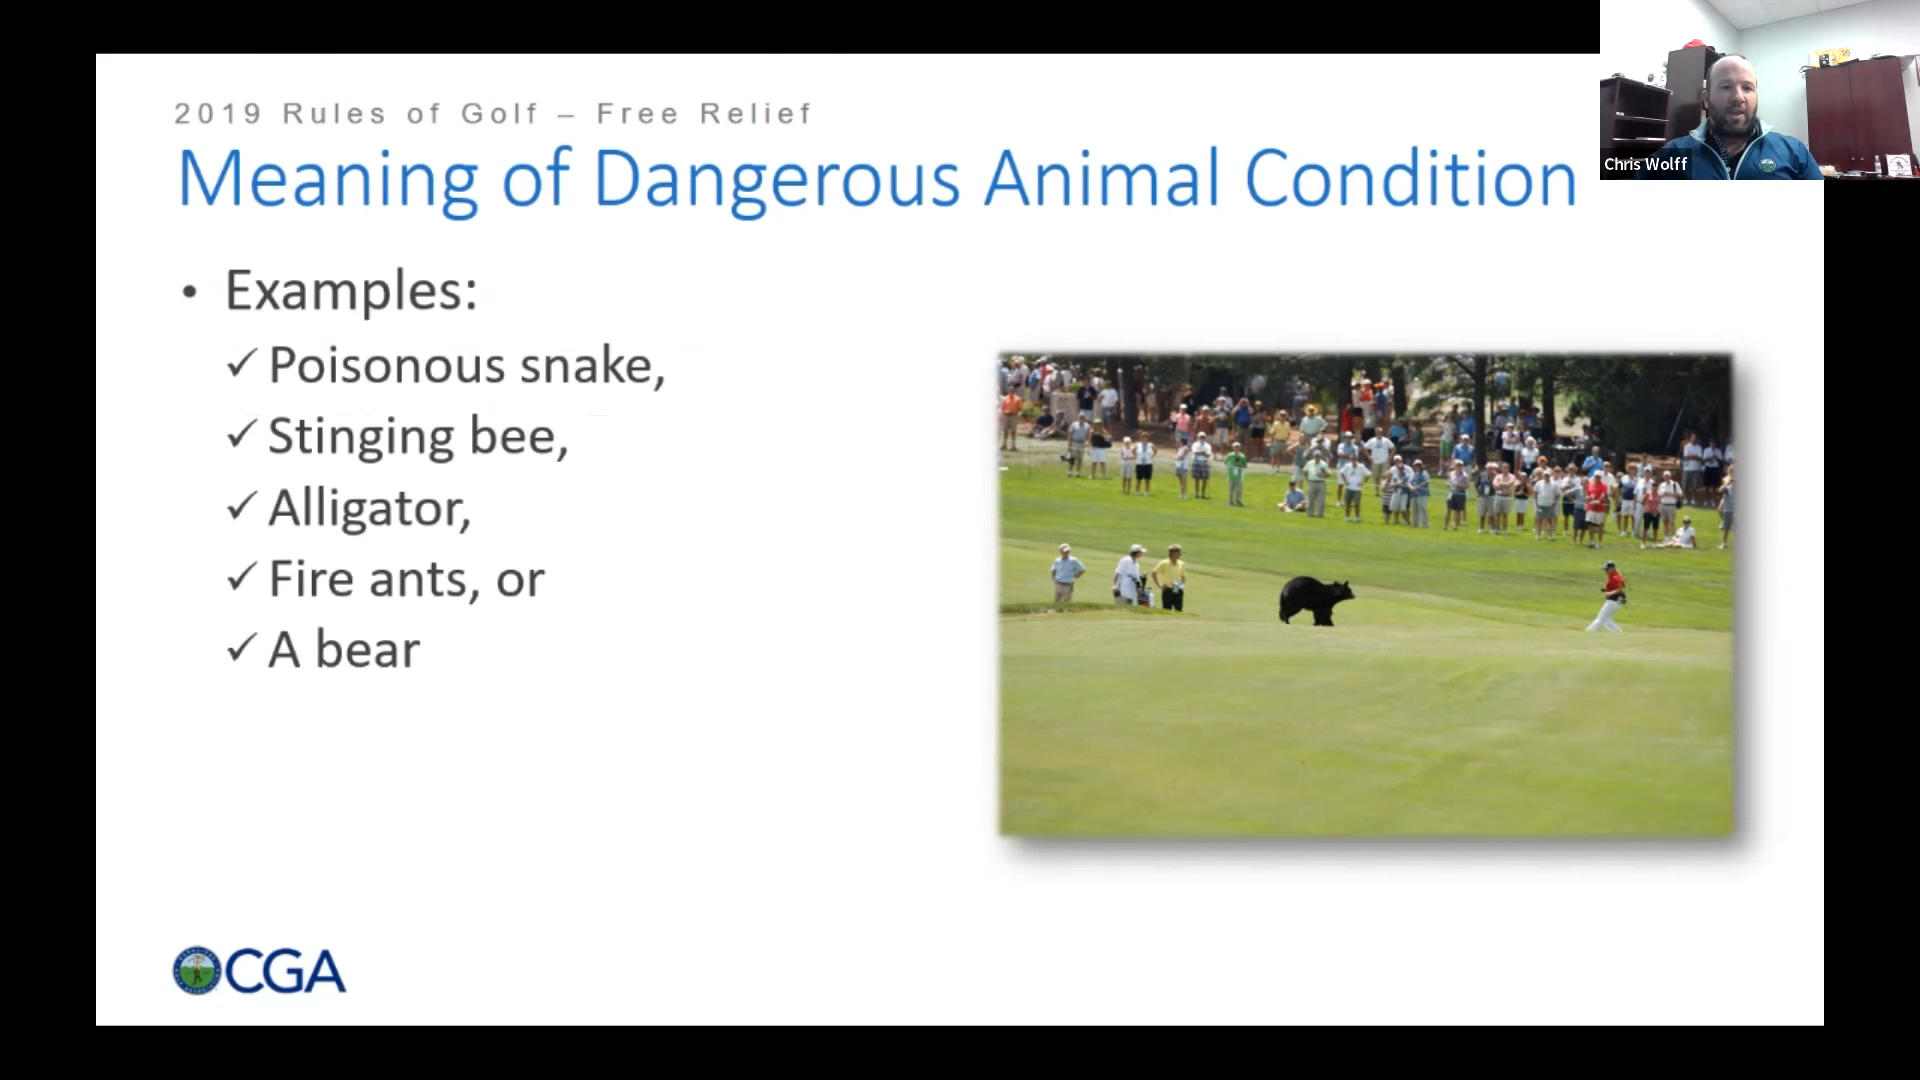 2019 Rules of Golf – Free Relief
Meaning of Dangerous Animal Condition
Chris Wolff
• Examples:
✓ Poisonous snake,
✓ Stinging bee,
✓ Alligator,
✓ Fire ants, or
✓ A bear
CGA